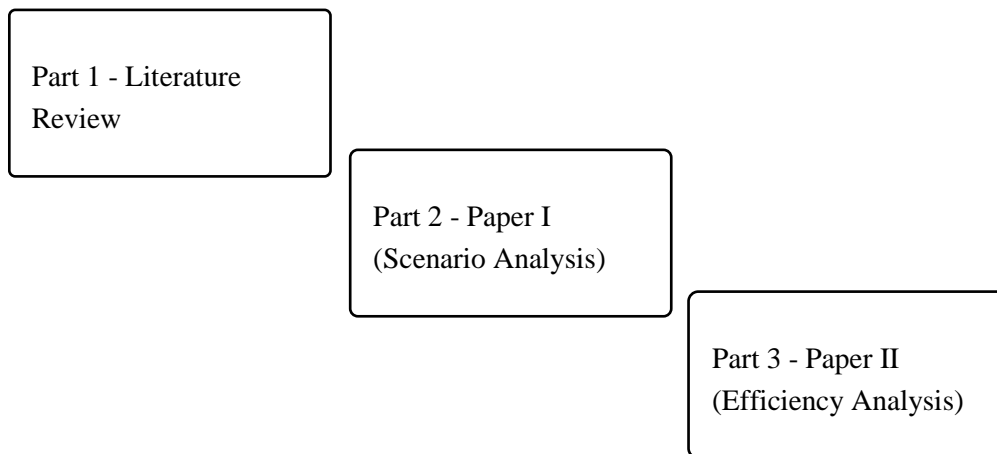 Part 1 - Literature
Review
Part 2 - Paper I
(Scenario Analysis)
Part 3 - Paper II
(Efficiency Analysis)